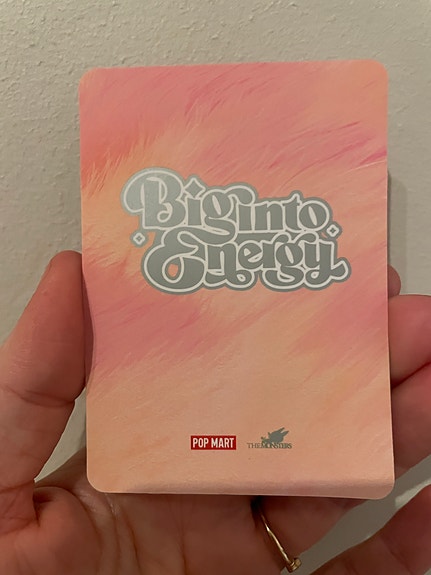 Big into
Energy
POP MART
THE MONSTERS